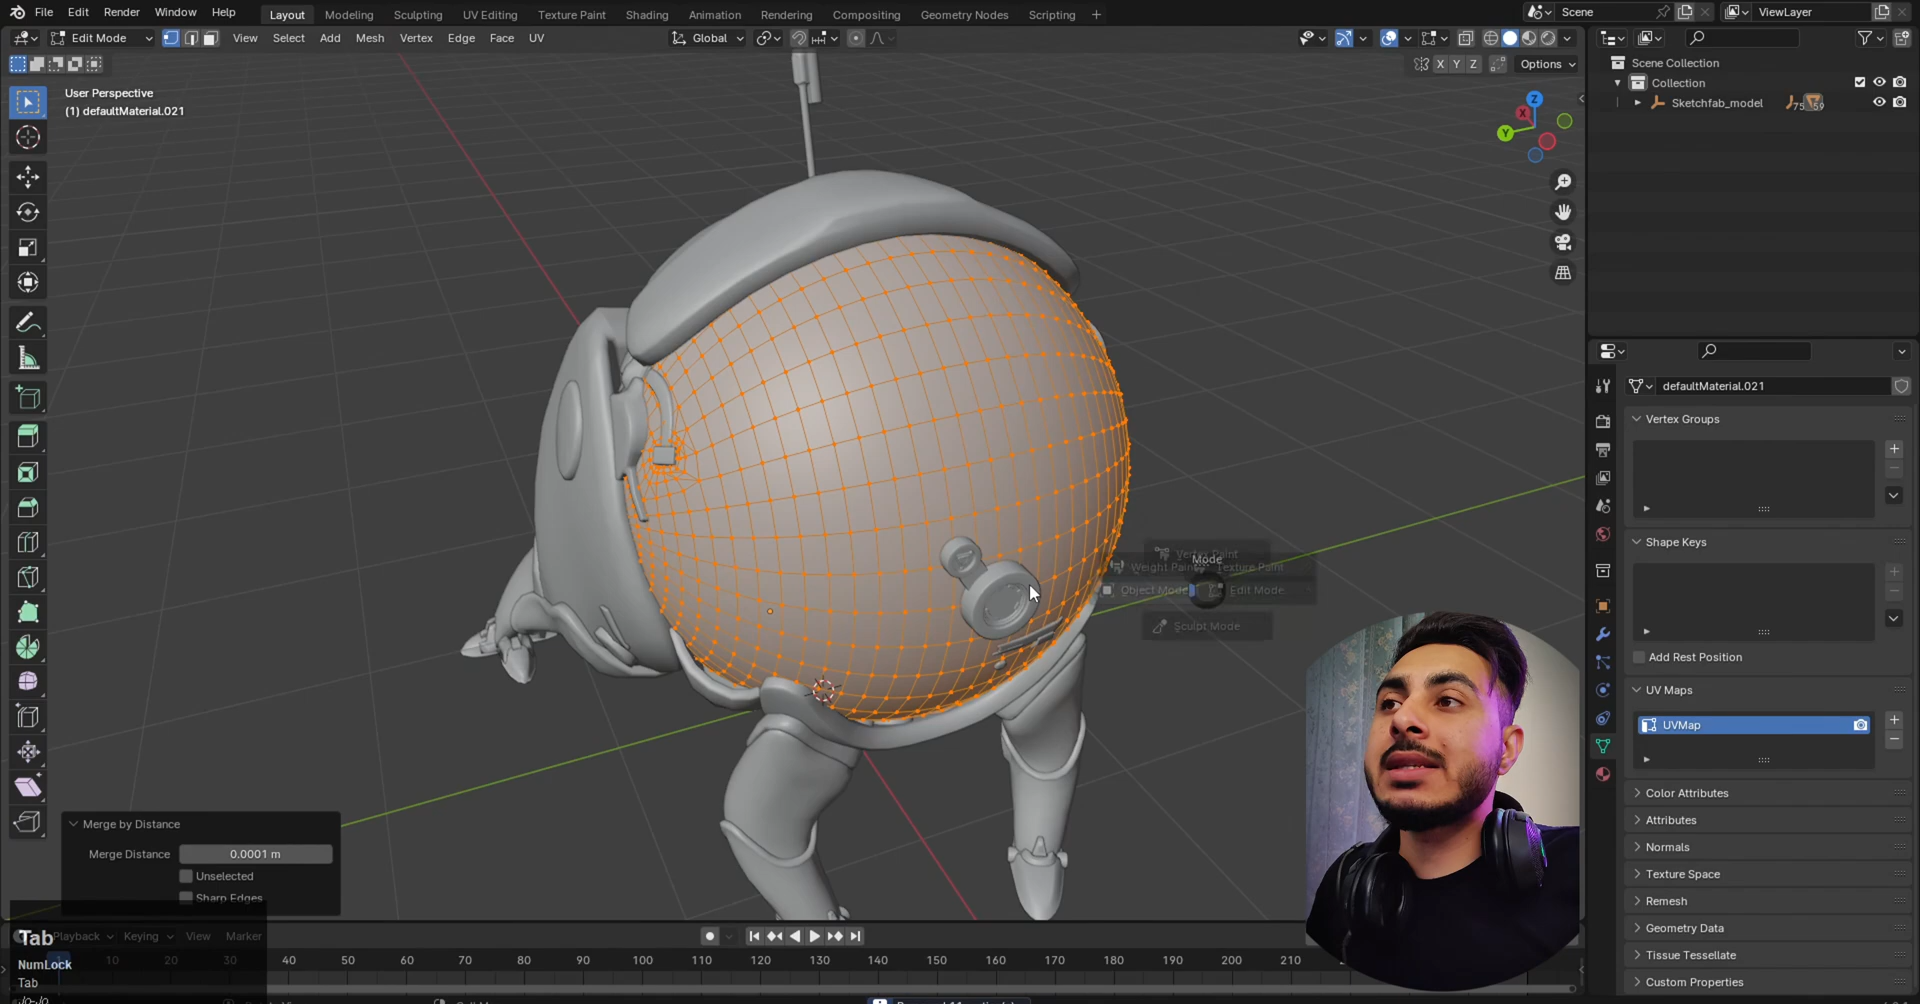 File Edit Render Window Help Layout Modeling Sculpting UV Editing Texture Paint Shading Animation Rendering Compositing Geometry Nodes Scripting + Scene ViewLayer
Edit Mode View Select Add Mesh Vertex Edge Face UV Global
X Y Z Options
User Perspective
(1) defaultMaterial.021
Z
X
Y
Scene Collection
Collection
Sketchfab_model 75 59
defaultMaterial.021
Vertex Groups
Shape Keys
Add Rest Position
UV Maps
UVMap
Color Attributes
Attributes
Normals
Texture Space
Remesh
Geometry Data
Tissue Tessellate
Custom Properties
Vertex Paint
Mode
Weight Paint Texture Paint
Object Mode Edit Mode
Sculpt Mode
Merge by Distance
Merge Distance 0.0001 m
Unselected
Sharp Edges
Tab
Playback Keying View Marker
NumLock
Tab
10 20 30 40 50 60 70 80 90 100 110 120 130 140 150 160 170 180 190 200 210